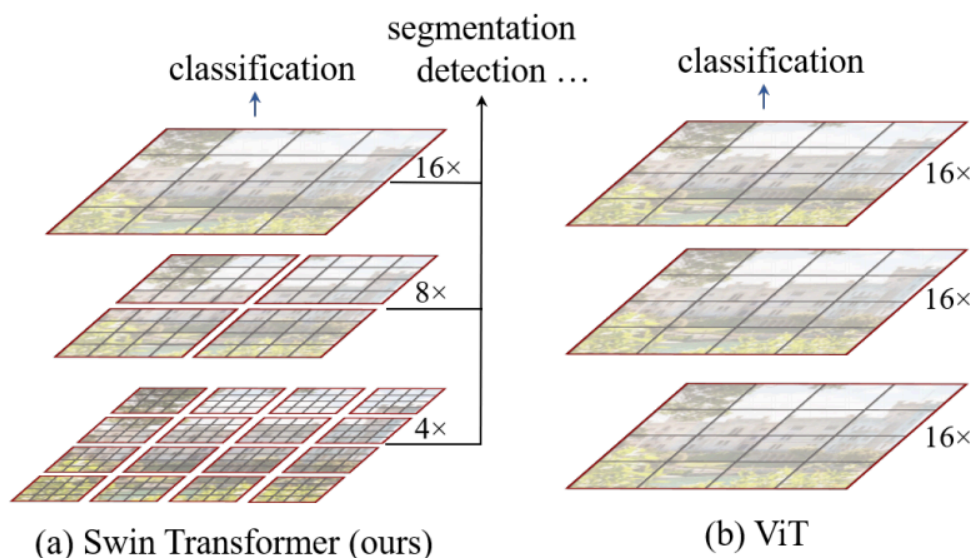 segmentation
detection ...
classification
16×
8×
4×
(a) Swin Transformer (ours)
classification
16×
16×
16×
(b) ViT